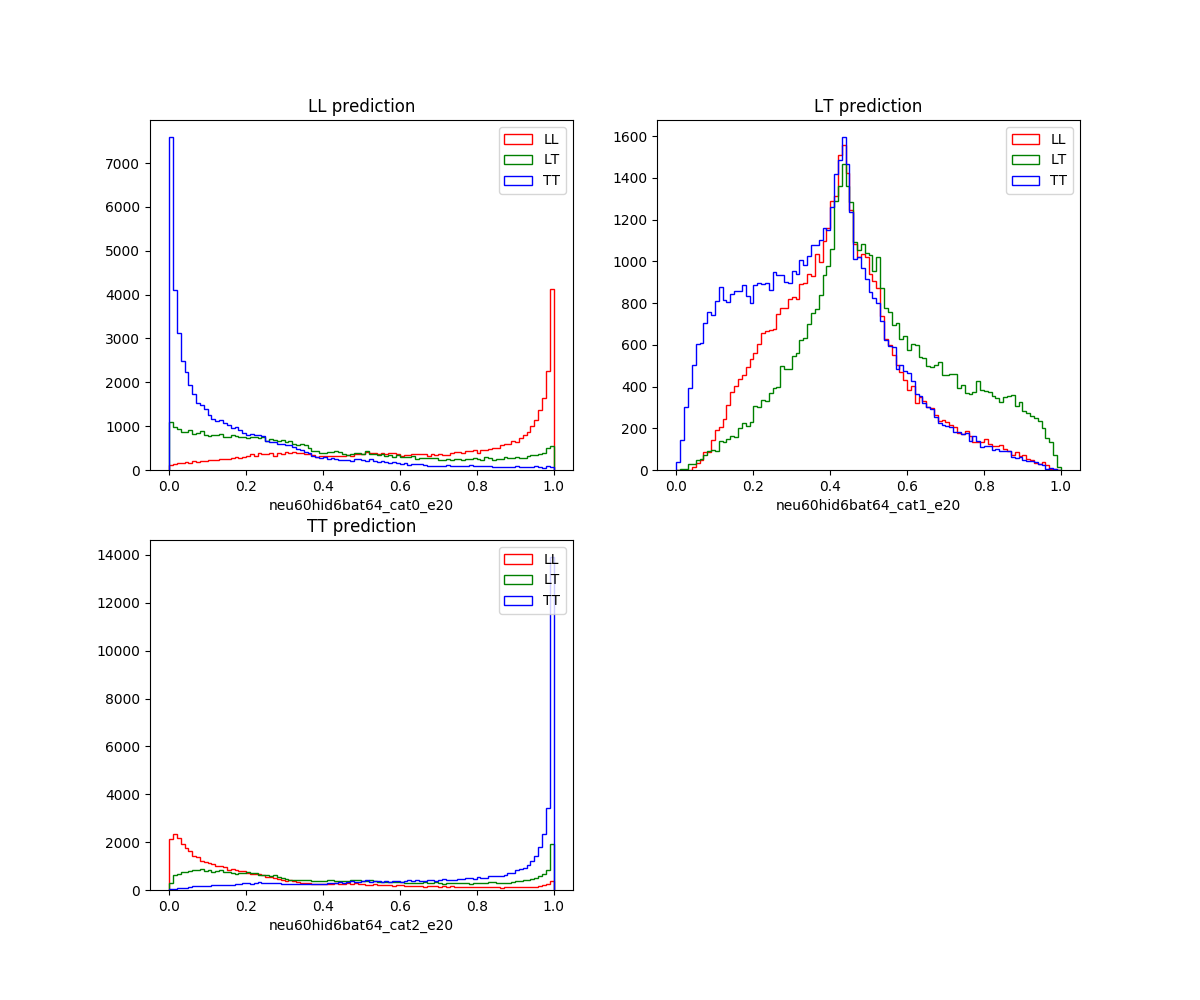 LL prediction
7000
6000
5000
4000
3000
2000
1000
0
0.0 0.2 0.4 0.6 0.8 1.0
neu60hid6bat64_cat0_e20
LL
LT
TT
LT prediction
1600
1400
1200
1000
800
600
400
200
0
0.0 0.2 0.4 0.6 0.8 1.0
neu60hid6bat64_cat1_e20
LL
LT
TT
TT prediction
14000
12000
10000
8000
6000
4000
2000
0
0.0 0.2 0.4 0.6 0.8 1.0
neu60hid6bat64_cat2_e20
LL
LT
TT